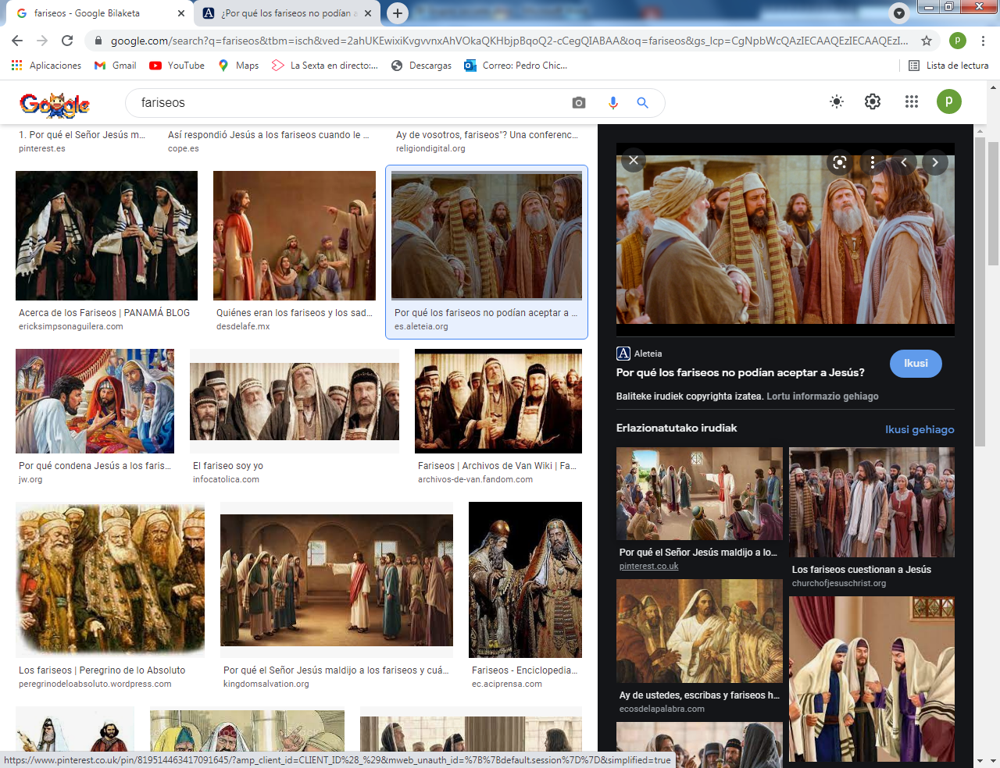 fariseos - Google Bilaketa
¿Por qué los fariseos no podían a
google.com/search?q=fariseos&tbm=isch&ved=2ahUKEwixiKvgvvnxAhVOkaQKHbjpBqoQ2-cCegQIABAA&oq=fariseos&gs_lcp=CgNpbWcQAzIECAAQEzIECAAQEzI...
p
Aplicaciones
Gmail
YouTube
Maps
La Sexta en directo:...
Descargas
Correo: Pedro Chic...
Lista de lectura
Google
fariseos
p
1. Por qué el Señor Jesús m...
pinterest.es
Así respondió Jesús a los fariseos cuando le ...
cope.es
Ay de vosotros, fariseos"? Una conferenc...
religiondigital.org
Acerca de los Fariseos | PANAMÁ BLOG
ericksimpsonaguilera.com
Quiénes eran los fariseos y los sad...
desdelafe.mx
Por qué los fariseos no podían aceptar a ...
es.aleteia.org
Por qué condena Jesús a los faris...
jw.org
El fariseo soy yo
infocatolica.com
Fariseos | Archivos de Van Wiki | Fa...
archivos-de-van.fandom.com
Los fariseos | Peregrino de lo Absoluto
peregrinodeloabsoluto.wordpress.com
Por qué el Señor Jesús maldijo a los fariseos y cuá...
kingdomsalvation.org
Fariseos - Enciclopedia...
ec.aciprensa.com
A Aleteia
Por qué los fariseos no podían aceptar a Jesús?
Ikusi
Baliteke irudiek copyrighta izatea. Lortu informazio gehiago
Erlazionatutako irudiak
Ikusi gehiago
Por qué el Señor Jesús maldijo a lo...
pinterest.co.uk
Los fariseos cuestionan a Jesús
churchofjesuschrist.org
Ay de ustedes, escribas y fariseos h...
ecosdelapalabra.com
https://www.pinterest.co.uk/pin/819514463417091645/?amp_client_id=CLIENT_ID%28_%29&mweb_unauth_id=%7B%7Bdefault.session%7D%7D&simplified=true